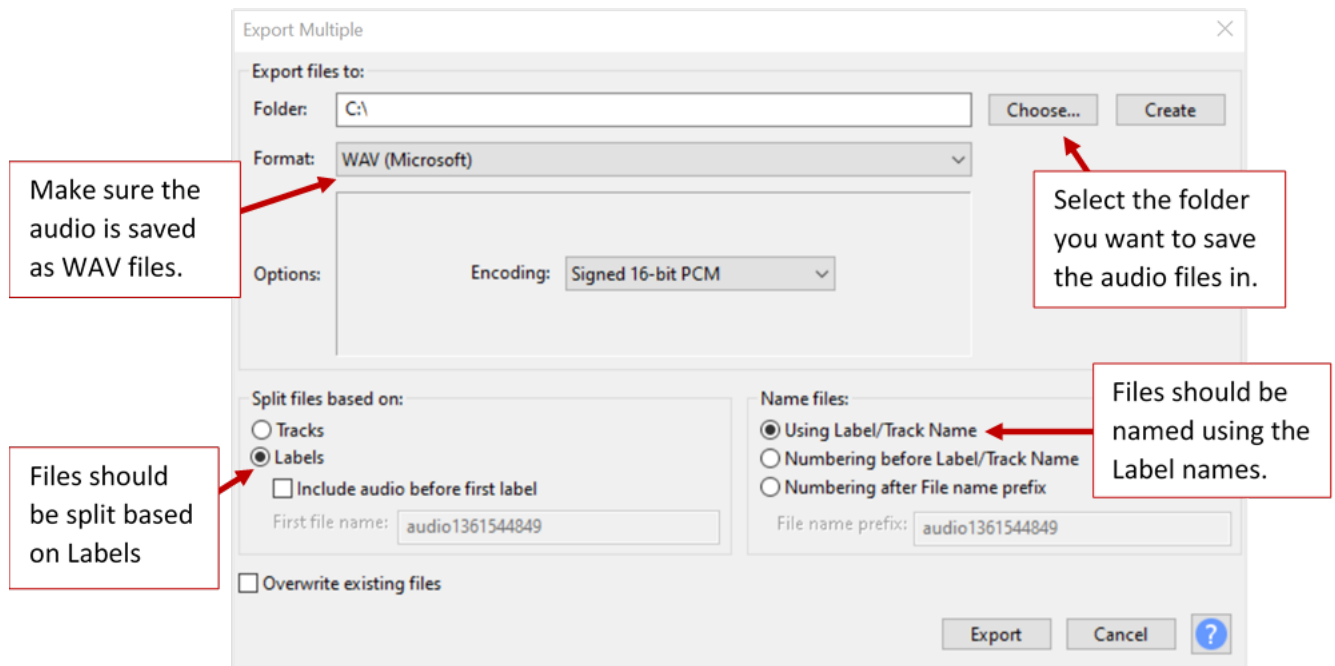 Export Multiple
Export files to:
Folder:
C:\
Choose...
Create
Format:
WAV (Microsoft)
Make sure the
audio is saved
as WAV files.
Select the folder
you want to save
the audio files in.
Options:
Encoding:
Signed 16-bit PCM
Split files based on:
Tracks
Labels
Include audio before first label
First file name:
audio1361544849
Files should
be split based
on Labels
Name files:
Using Label/Track Name
Numbering before Label/Track Name
Numbering after File name prefix
File name prefix:
audio1361544849
Files should be
named using the
Label names.
Overwrite existing files
Export
Cancel
?